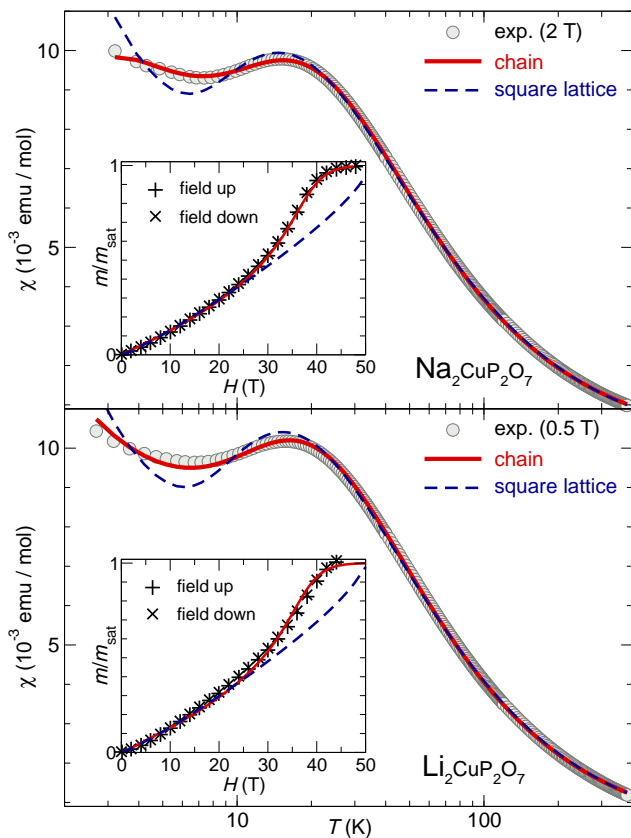 10
5
χ (10⁻³ emu / mol)
exp. (2 T)
chain
square lattice
1
0
m/m_sat
field up
field down
0 10 20 30 40 50
H (T)
Na₂CuP₂O₇
10
5
χ (10⁻³ emu / mol)
exp. (0.5 T)
chain
square lattice
1
0
m/m_sat
field up
field down
0 10 20 30 40 50
H (T)
Li₂CuP₂O₇
10 100
T (K)